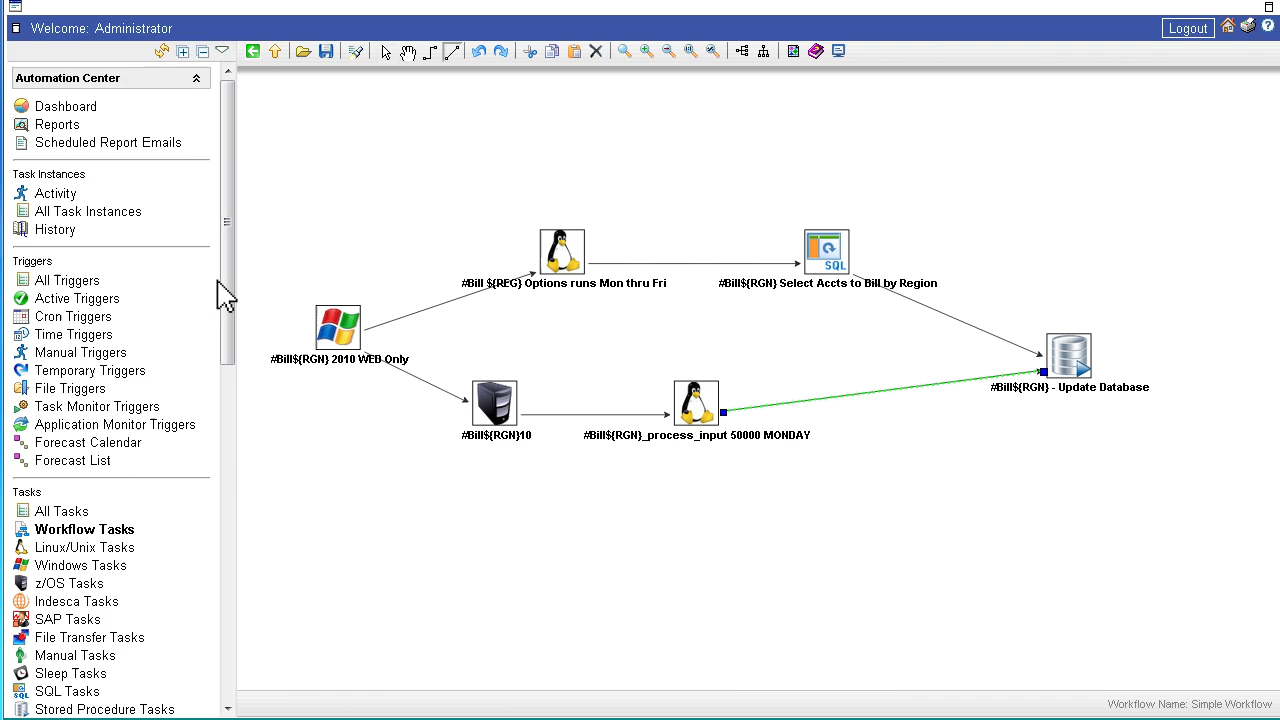 Welcome: Administrator
Logout
Automation Center
Dashboard
Reports
Scheduled Report Emails
Task Instances
Activity
All Task Instances
History
Triggers
All Triggers
Active Triggers
Cron Triggers
Time Triggers
Manual Triggers
Temporary Triggers
File Triggers
Task Monitor Triggers
Application Monitor Triggers
Forecast Calendar
Forecast List
Tasks
All Tasks
Workflow Tasks
Linux/Unix Tasks
Windows Tasks
z/OS Tasks
Indesca Tasks
SAP Tasks
File Transfer Tasks
Manual Tasks
Sleep Tasks
SQL Tasks
Stored Procedure Tasks
SQL
#Bill ${REG} Options runs Mon thru Fri
#Bill${RGN} Select Accts to Bill by Region
#Bill${RGN} 2010 WEB Only
#Bill${RGN} - Update Database
#Bill${RGN}10
#Bill${RGN}_process_input 50000 MONDAY
Workflow Name: Simple Workflow